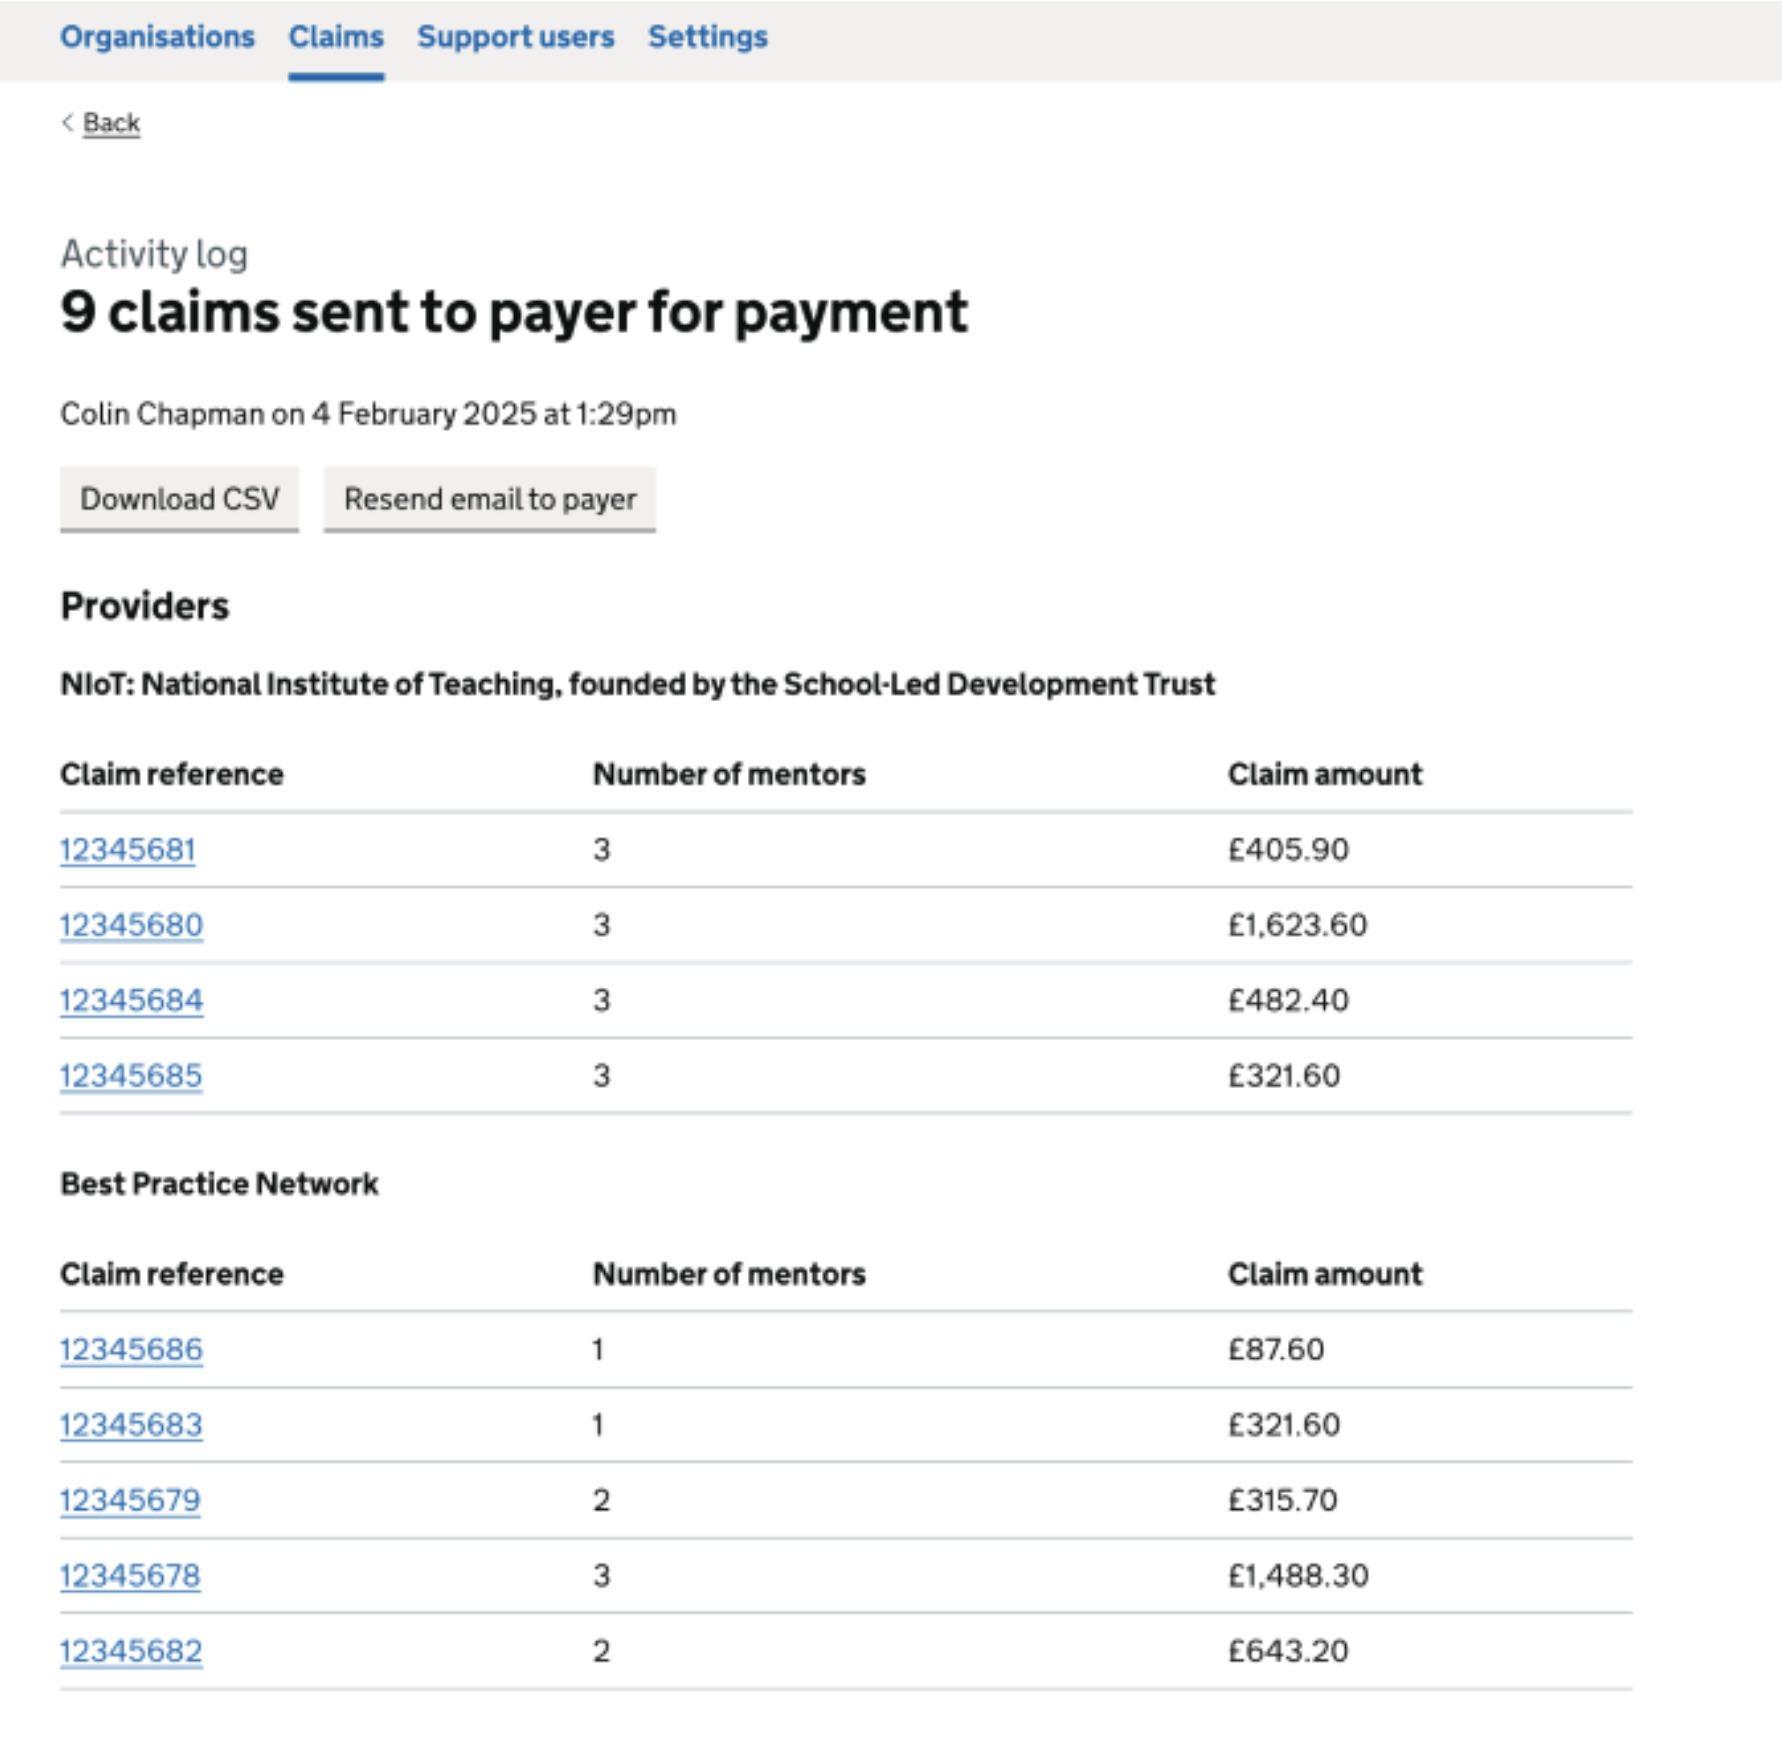 Organisations Claims Support users Settings
Back
Activity log
9 claims sent to payer for payment
Colin Chapman on 4 February 2025 at 1:29pm
Download CSV Resend email to payer
Providers
NIoT: National Institute of Teaching, founded by the School-Led Development Trust
Claim reference Number of mentors Claim amount
12345681 3 £405.90
12345680 3 £1,623.60
12345684 3 £482.40
12345685 3 £321.60
Best Practice Network
Claim reference Number of mentors Claim amount
12345686 1 £87.60
12345683 1 £321.60
12345679 2 £315.70
12345678 3 £1,488.30
12345682 2 £643.20